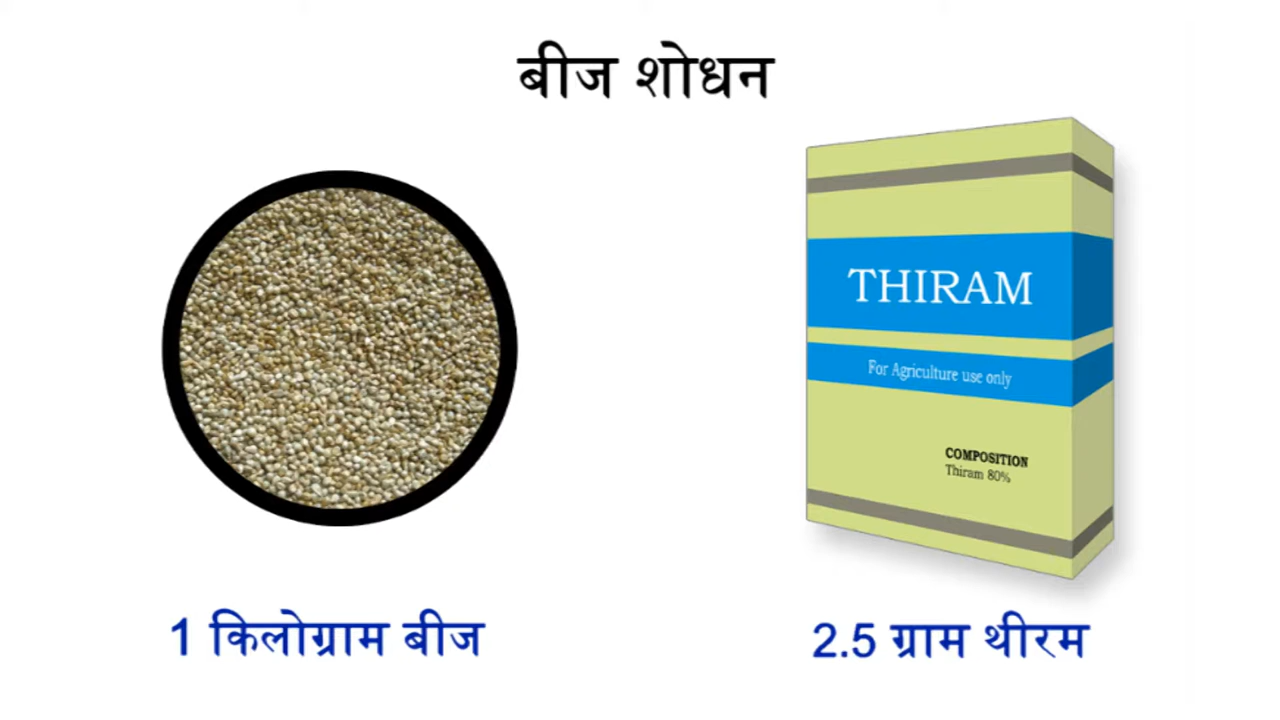 बीज शोधन
THIRAM
For Agriculture use only
COMPOSITION
Thiram 80%
1 किलोग्राम बीज
2.5 ग्राम थीरम